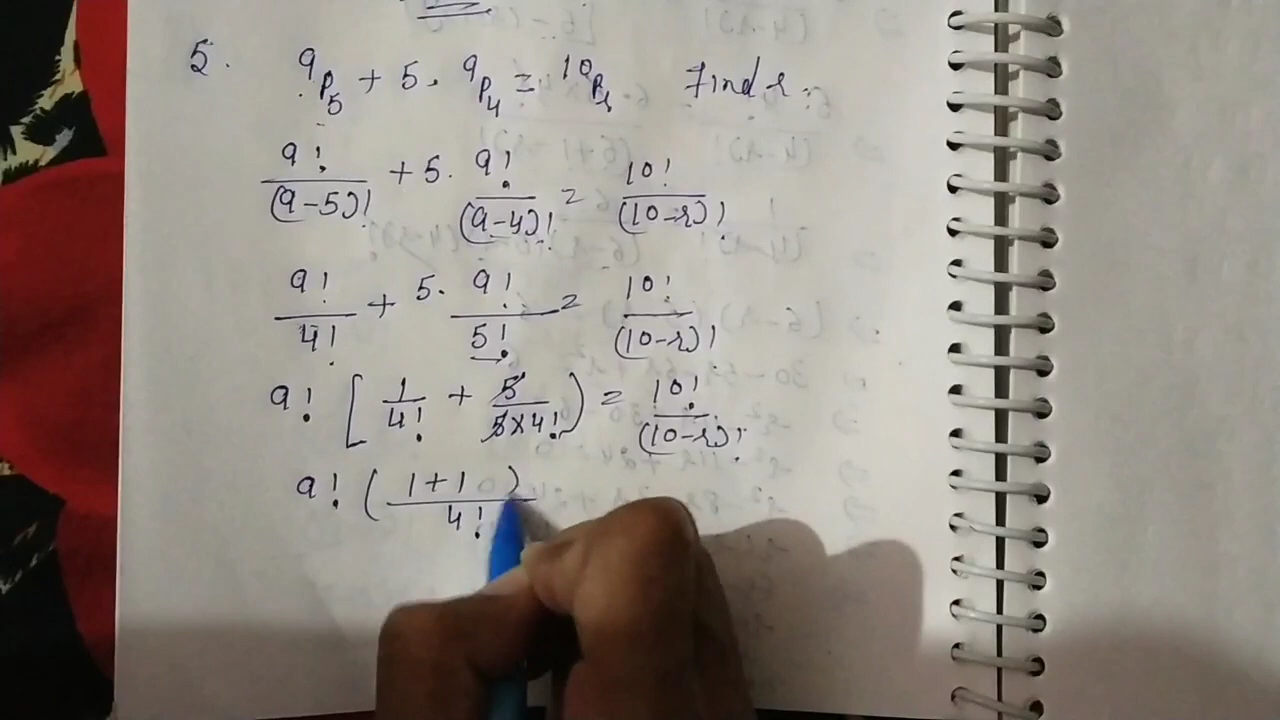 5. ⁹P₅ + 5. ⁹P₄ = ¹⁰Pᵣ Find r.
9!/(9-5)! + 5. 9!/(9-4)! = 10!/(10-r)!
9!/4! + 5. 9!/5! = 10!/(10-r)!
9! [ 1/4! + 5/5×4! ) = 10!/(10-r)!
9! ( 1+1/4! )